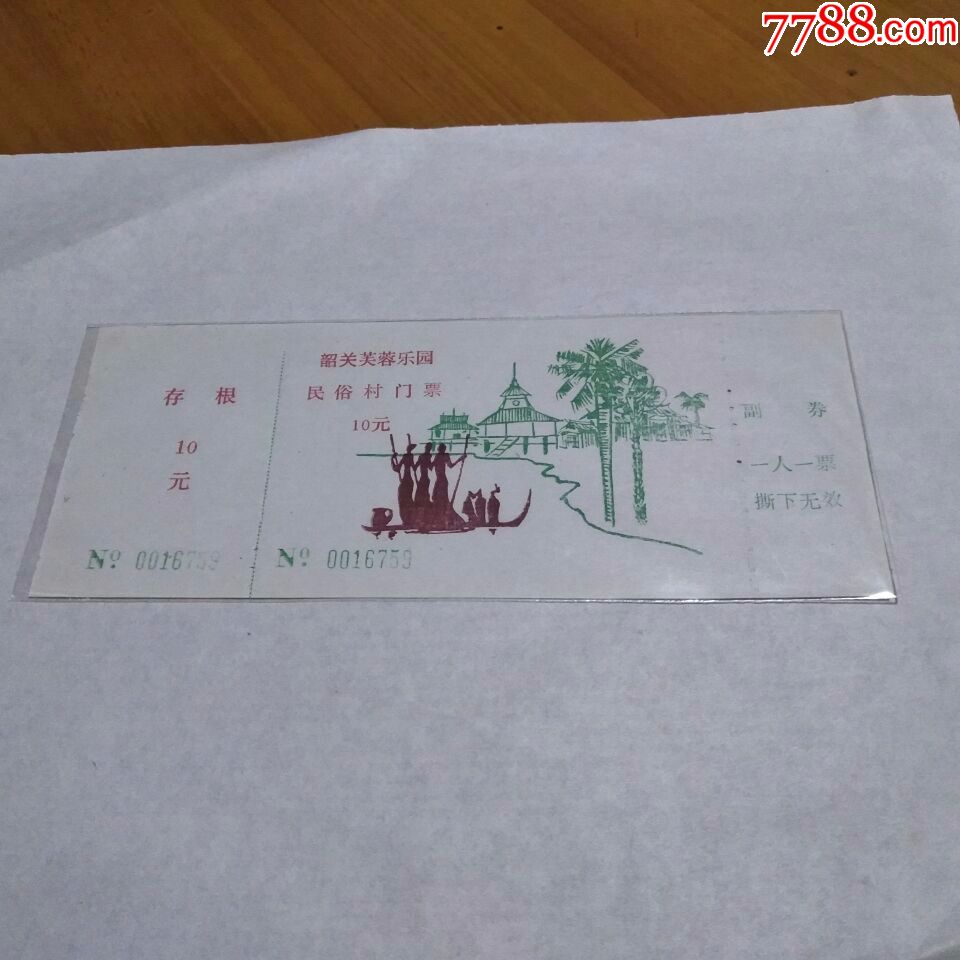 7788.com
存 根
10
元
No 0016759
韶关芙蓉乐园
民俗村门票
10元
No 0016759
副 券
一人一票
撕下无效